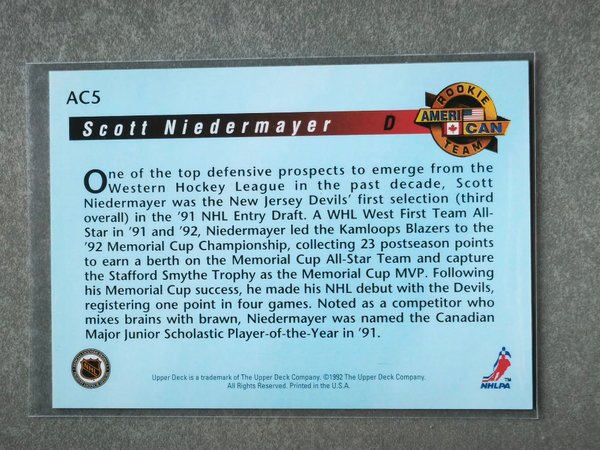 AC5
ROOKIE
AMERI CAN
TEAM
Scott Niedermayer D
One of the top defensive prospects to emerge from the
Western Hockey League in the past decade, Scott
Niedermayer was the New Jersey Devils' first selection (third
overall) in the '91 NHL Entry Draft. A WHL West First Team All-
Star in '91 and '92, Niedermayer led the Kamloops Blazers to the
'92 Memorial Cup Championship, collecting 23 postseason points
to earn a berth on the Memorial Cup All-Star Team and capture
the Stafford Smythe Trophy as the Memorial Cup MVP. Following
his Memorial Cup success, he made his NHL debut with the Devils,
registering one point in four games. Noted as a competitor who
mixes brains with brawn, Niedermayer was named the Canadian
Major Junior Scholastic Player-of-the-Year in '91.
NHL
Upper Deck is a trademark of The Upper Deck Company. ©1992 The Upper Deck Company.
All Rights Reserved. Printed in the U.S.A.
NHLPA™